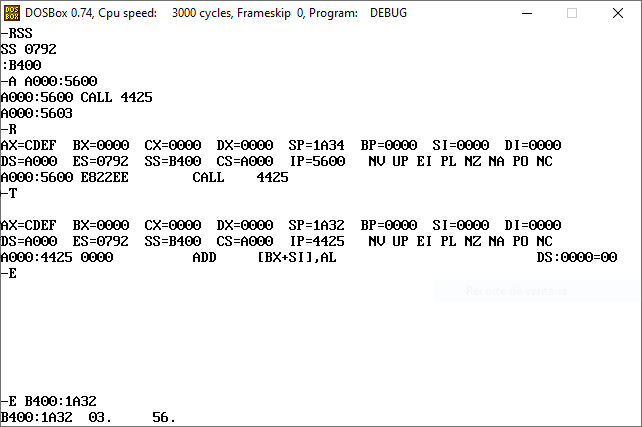 DOS BOX DOSBox 0.74, Cpu speed: 3000 cycles, Frameskip 0, Program: DEBUG
-RSS
SS 0792
:B400
-A A000:5600
A000:5600 CALL 4425
A000:5603
-R
AX=CDEF BX=0000 CX=0000 DX=0000 SP=1A34 BP=0000 SI=0000 DI=0000
DS=A000 ES=0792 SS=B400 CS=A000 IP=5600 NV UP EI PL NZ NA PO NC
A000:5600 E822EE CALL 4425
-T
AX=CDEF BX=0000 CX=0000 DX=0000 SP=1A32 BP=0000 SI=0000 DI=0000
DS=A000 ES=0792 SS=B400 CS=A000 IP=4425 NV UP EI PL NZ NA PO NC
A000:4425 0000 ADD [BX+SI],AL DS:0000=00
-E
Recorte de ventana
-E B400:1A32
B400:1A32 03. 56.